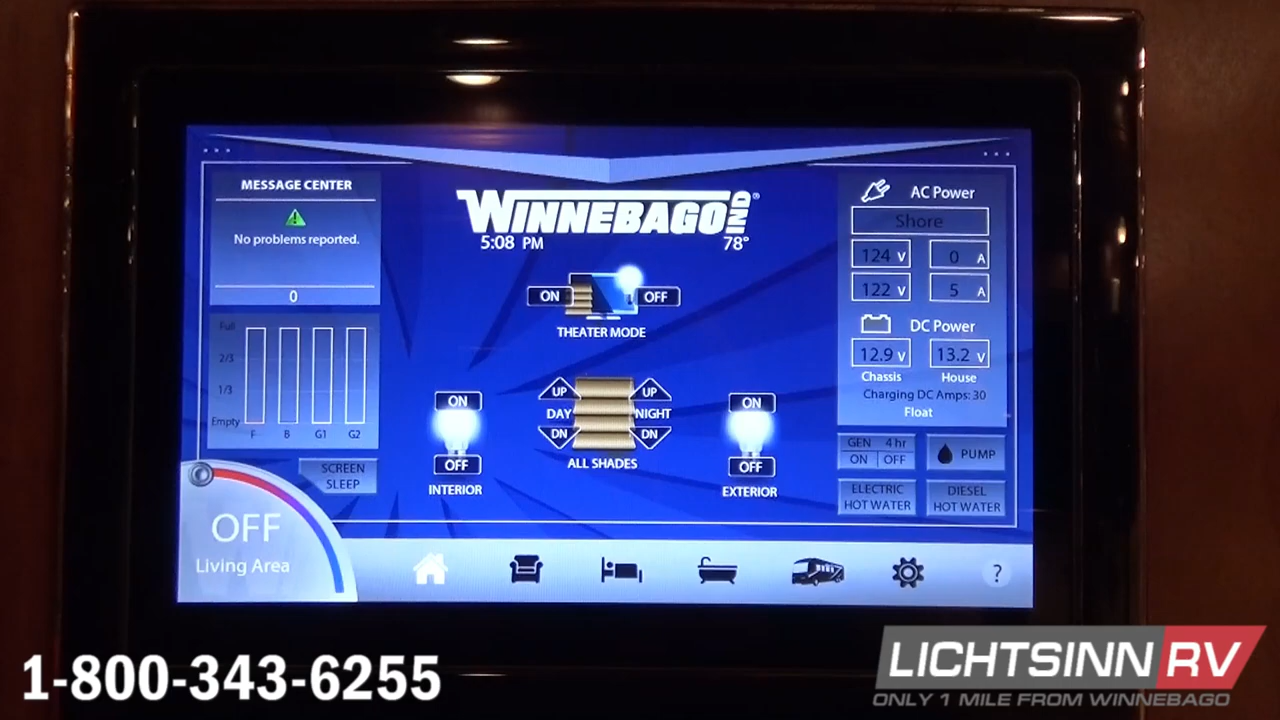 MESSAGE CENTER
No problems reported.
0
Full
2/3
1/3
Empty
F B G1 G2
SCREEN
SLEEP
OFF
Living Area
WINNEBAGO IND ®
5:08 PM 78°
ON OFF
THEATER MODE
ON
OFF
INTERIOR
UP UP
DAY NIGHT
DN DN
ALL SHADES
ON
OFF
EXTERIOR
AC Power
Shore
124 V 0 A
122 V 5 A
DC Power
12.9 V 13.2 V
Chassis House
Charging DC Amps: 30
Float
GEN 4 hr
ON OFF
PUMP
ELECTRIC
HOT WATER
DIESEL
HOT WATER
?
1-800-343-6255
LICHTSINN RV
ONLY 1 MILE FROM WINNEBAGO